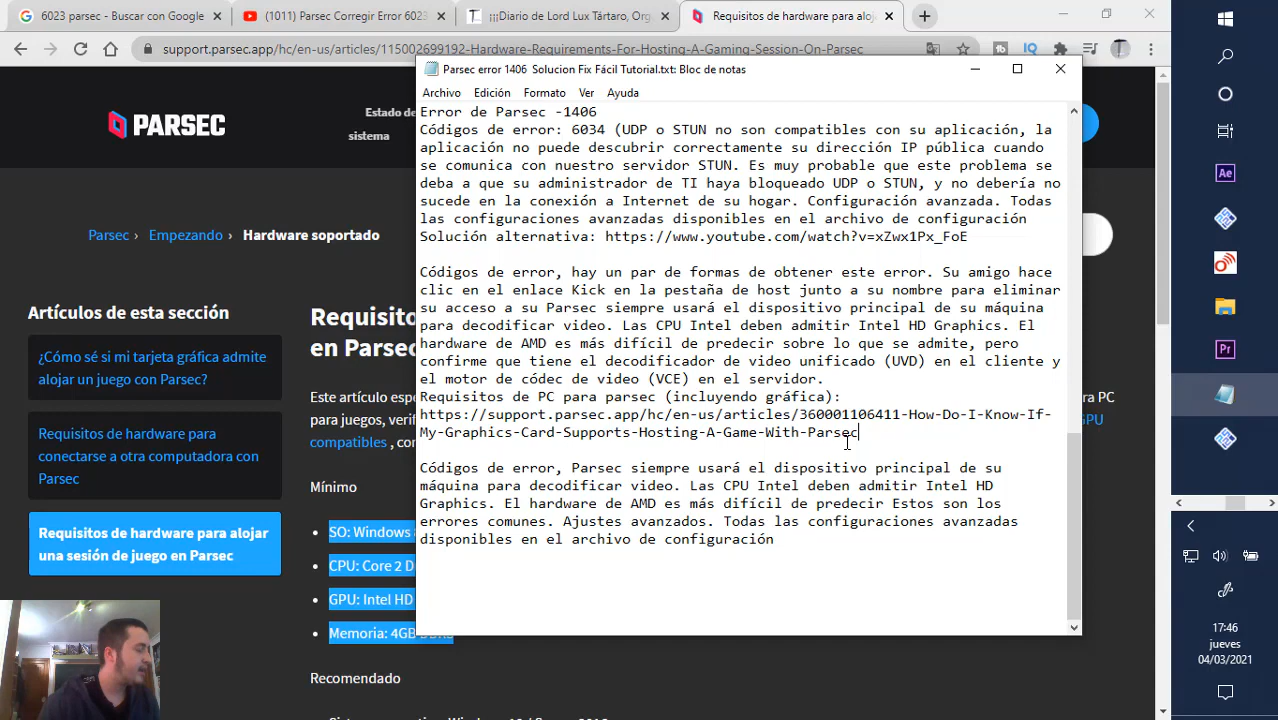 6023 parsec - Buscar con Google
(1011) Parsec Corregir Error 6023
¡¡¡Diario de Lord Lux Tártaro, Org
Requisitos de hardware para aloj
support.parsec.app/hc/en-us/articles/115002699192-Hardware-Requirements-For-Hosting-A-Gaming-Session-On-Parsec
PARSEC
Estado de
sistema
Parsec › Empezando › Hardware soportado
Artículos de esta sección
¿Cómo sé si mi tarjeta gráfica admite
alojar un juego con Parsec?
Requisitos de hardware para
conectarse a otra computadora con
Parsec
Requisitos de hardware para alojar
una sesión de juego en Parsec
Requisito
en Parsec
Este artículo espe
para juegos, verifi
compatibles , con
ra PC
GPU
Mínimo
SO: Windows
CPU: Core 2 D
GPU: Intel HD
Memoria: 4GB DDR3
Recomendado
Parsec error 1406 Solucion Fix Fácil Tutorial.txt: Bloc de notas
Archivo Edición Formato Ver Ayuda
Error de Parsec -1406
Códigos de error: 6034 (UDP o STUN no son compatibles con su aplicación, la
aplicación no puede descubrir correctamente su dirección IP pública cuando
se comunica con nuestro servidor STUN. Es muy probable que este problema se
deba a que su administrador de TI haya bloqueado UDP o STUN, y no debería no
sucede en la conexión a Internet de su hogar. Configuración avanzada. Todas
las configuraciones avanzadas disponibles en el archivo de configuración
Solución alternativa: https://www.youtube.com/watch?v=xZwx1Px_FoE
Códigos de error, hay un par de formas de obtener este error. Su amigo hace
clic en el enlace Kick en la pestaña de host junto a su nombre para eliminar
su acceso a su Parsec siempre usará el dispositivo principal de su máquina
para decodificar video. Las CPU Intel deben admitir Intel HD Graphics. El
hardware de AMD es más difícil de predecir sobre lo que se admite, pero
confirme que tiene el decodificador de video unificado (UVD) en el cliente y
el motor de códec de video (VCE) en el servidor.
Requisitos de PC para parsec (incluyendo gráfica):
https://support.parsec.app/hc/en-us/articles/360001106411-How-Do-I-Know-If-
My-Graphics-Card-Supports-Hosting-A-Game-With-Parsec
Códigos de error, Parsec siempre usará el dispositivo principal de su
máquina para decodificar video. Las CPU Intel deben admitir Intel HD
Graphics. El hardware de AMD es más difícil de predecir Estos son los
errores comunes. Ajustes avanzados. Todas las configuraciones avanzadas
disponibles en el archivo de configuración
IQ
Ae
Pr
17:46
jueves
04/03/2021